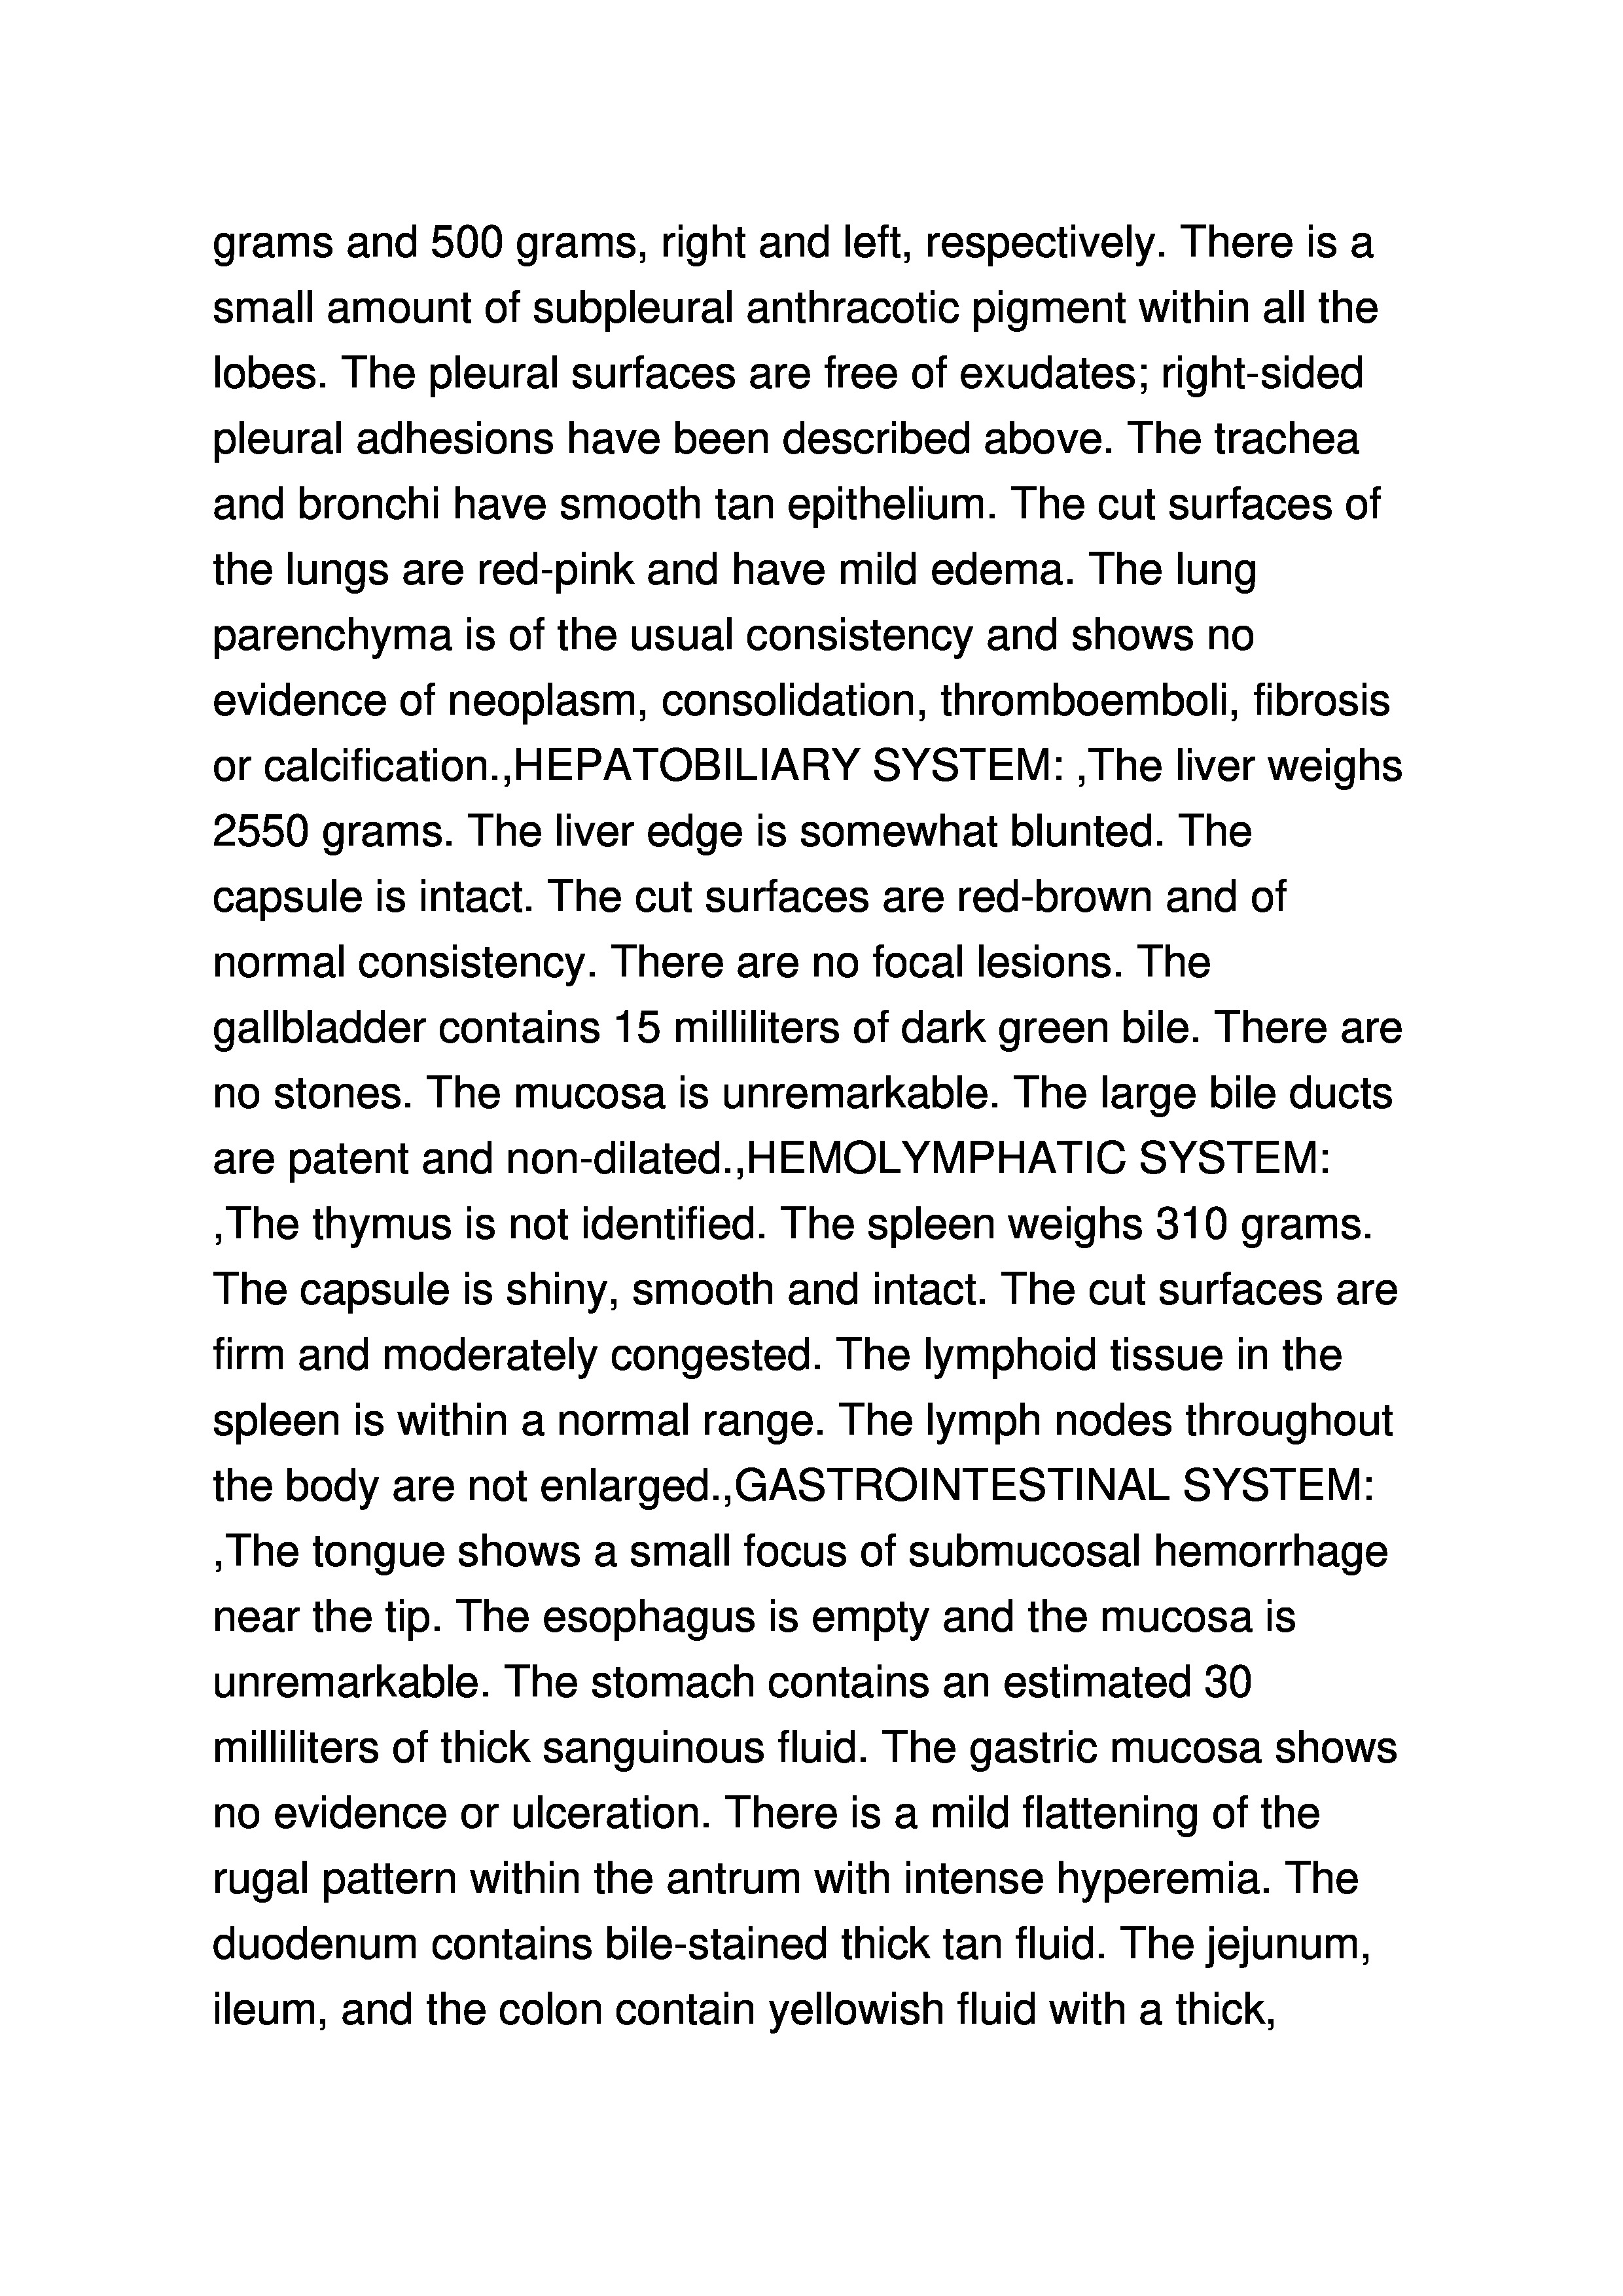 grams and 500 grams, right and left, respectively. There is a
small amount of subpleural anthracotic pigment within all the
lobes. The pleural surfaces are free of exudates; right-sided
pleural adhesions have been described above. The trachea
and bronchi have smooth tan epithelium. The cut surfaces of
the lungs are red-pink and have mild edema. The lung
parenchyma is of the usual consistency and shows no
evidence of neoplasm, consolidation, thromboemboli, fibrosis
or calcification.,HEPATOBILIARY SYSTEM: ,The liver weighs
2550 grams. The liver edge is somewhat blunted. The
capsule is intact. The cut surfaces are red-brown and of
normal consistency. There are no focal lesions. The
gallbladder contains 15 milliliters of dark green bile. There are
no stones. The mucosa is unremarkable. The large bile ducts
are patent and non-dilated.,HEMOLYMPHATIC SYSTEM:
,The thymus is not identified. The spleen weighs 310 grams.
The capsule is shiny, smooth and intact. The cut surfaces are
firm and moderately congested. The lymphoid tissue in the
spleen is within a normal range. The lymph nodes throughout
the body are not enlarged.,GASTROINTESTINAL SYSTEM:
,The tongue shows a small focus of submucosal hemorrhage
near the tip. The esophagus is empty and the mucosa is
unremarkable. The stomach contains an estimated 30
milliliters of thick sanguinous fluid. The gastric mucosa shows
no evidence or ulceration. There is a mild flattening of the
rugal pattern within the antrum with intense hyperemia. The
duodenum contains bile-stained thick tan fluid. The jejunum,
ileum, and the colon contain yellowish fluid with a thick,